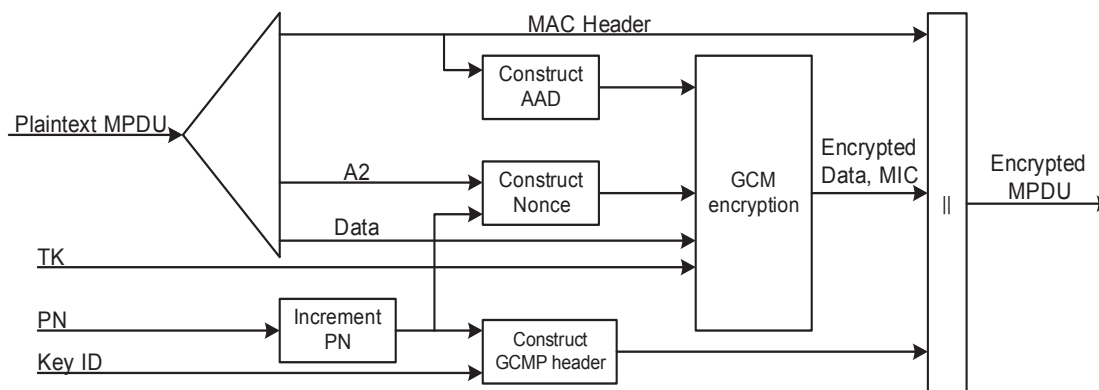 MAC Header
Construct
AAD
Plaintext MPDU
A2
Construct
Nonce
GCM
encryption
Encrypted
Data, MIC
||
Encrypted
MPDU
Data
TK
PN
Increment
PN
Key ID
Construct
GCMP header